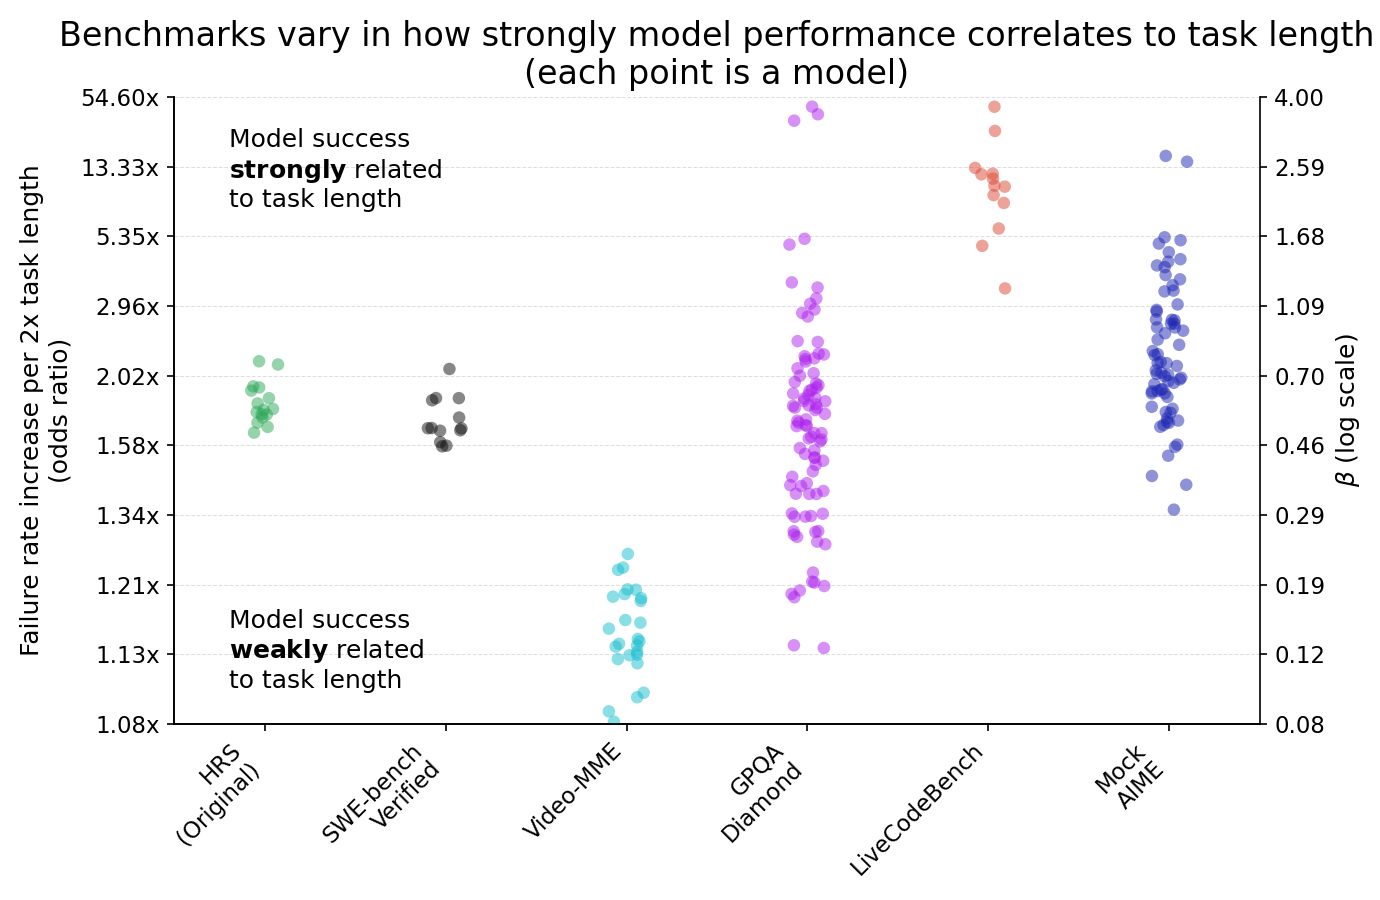 Benchmarks vary in how strongly model performance correlates to task length
(each point is a model)
Failure rate increase per 2x task length
(odds ratio)
54.60x
13.33x
5.35x
2.96x
2.02x
1.58x
1.34x
1.21x
1.13x
1.08x
Model success
strongly related
to task length
Model success
weakly related
to task length
4.00
2.59
1.68
1.09
0.70
0.46
0.29
0.19
0.12
0.08
β (log scale)
HRS
(Original)
SWE-bench
Verified
Video-MME
GPQA
Diamond
LiveCodeBench
Mock
AIME